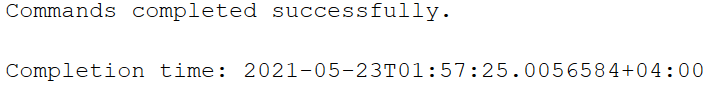 Commands completed successfully.
Completion time: 2021-05-23T01:57:25.0056584+04:00